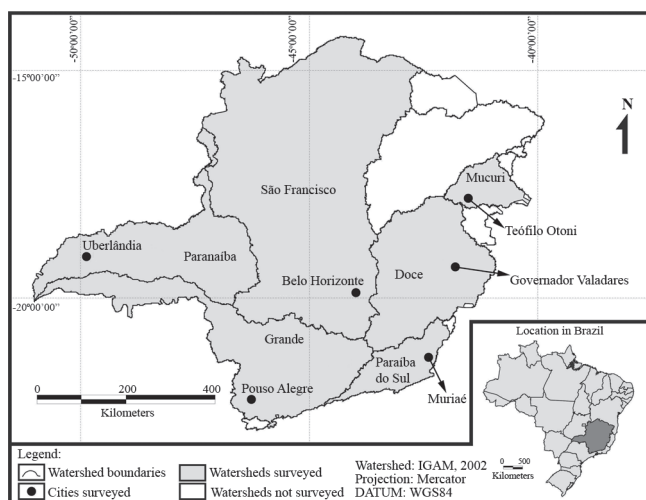 -50°00'00''
-45°00'00''
-40°00'00''
-15°00'00''
N
Mucuri
São Francisco
Teófilo Otoni
Uberlândia
Paranaíba
Doce
Governador Valadares
Belo Horizonte
-20°00'00''
Grande
Location in Brazil
Paraíba
do Sul
0 200 400
Kilometers
Pouso Alegre
Muriaé
0 500
Kilometers
Legend:
Watershed boundaries
Watersheds surveyed
Cities surveyed
Watersheds not surveyed
Watershed: IGAM, 2002
Projection: Mercator
DATUM: WGS84